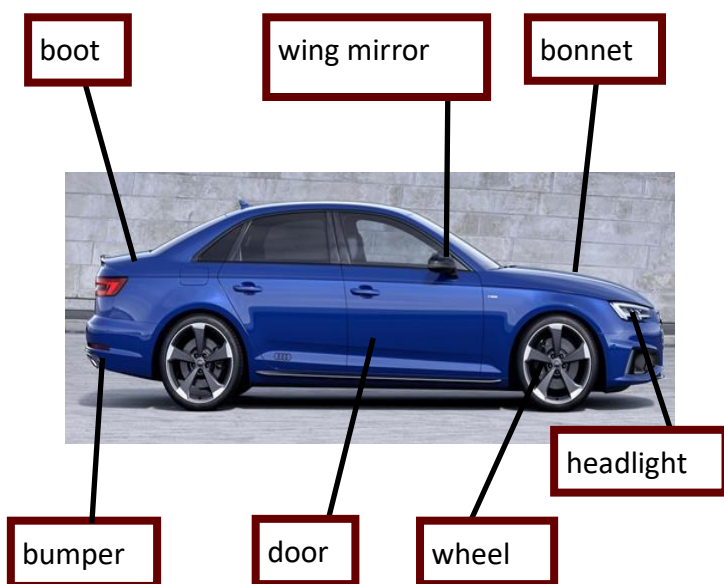 boot
wing mirror
bonnet
headlight
bumper
door
wheel